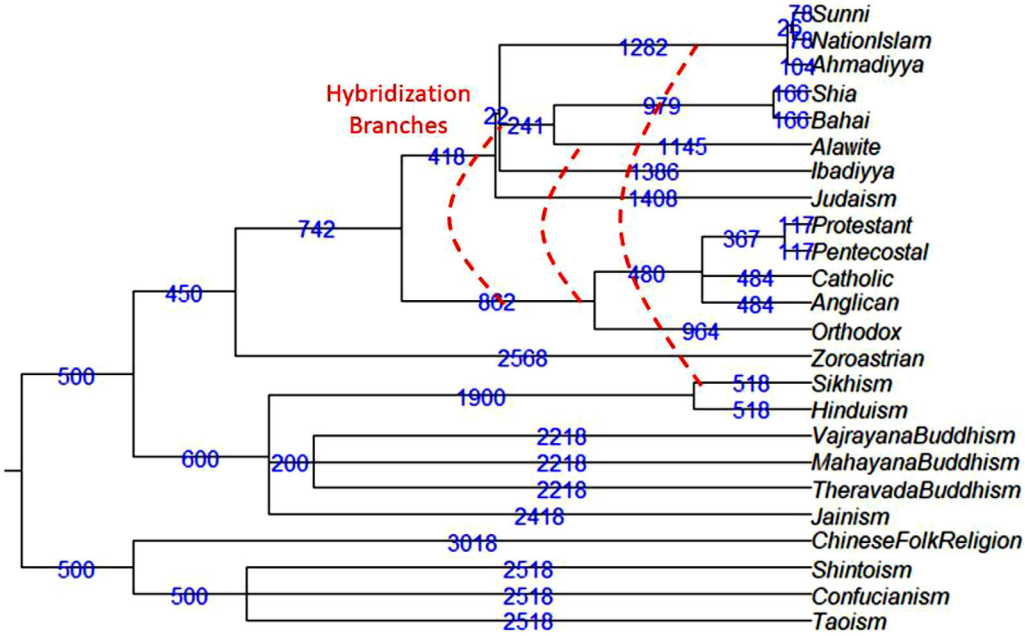 78 Sunni
26
1282 78 NationIslam
104 Ahmadiyya
Hybridization
Branches
979 166 Shia
22 241 166 Bahai
418 1145 Alawite
1386 Ibadiyya
1408 Judaism
742 117 Protestant
367
117 Pentecostal
480 484 Catholic
450 862 484 Anglican
964 Orthodox
2568 Zoroastrian
500 518 Sikhism
1900
518 Hinduism
2218 VajrayanaBuddhism
600 200 2218 MahayanaBuddhism
2218 TheravadaBuddhism
2418 Jainism
3018 ChineseFolkReligion
500 2518 Shintoism
500 2518 Confucianism
2518 Taoism